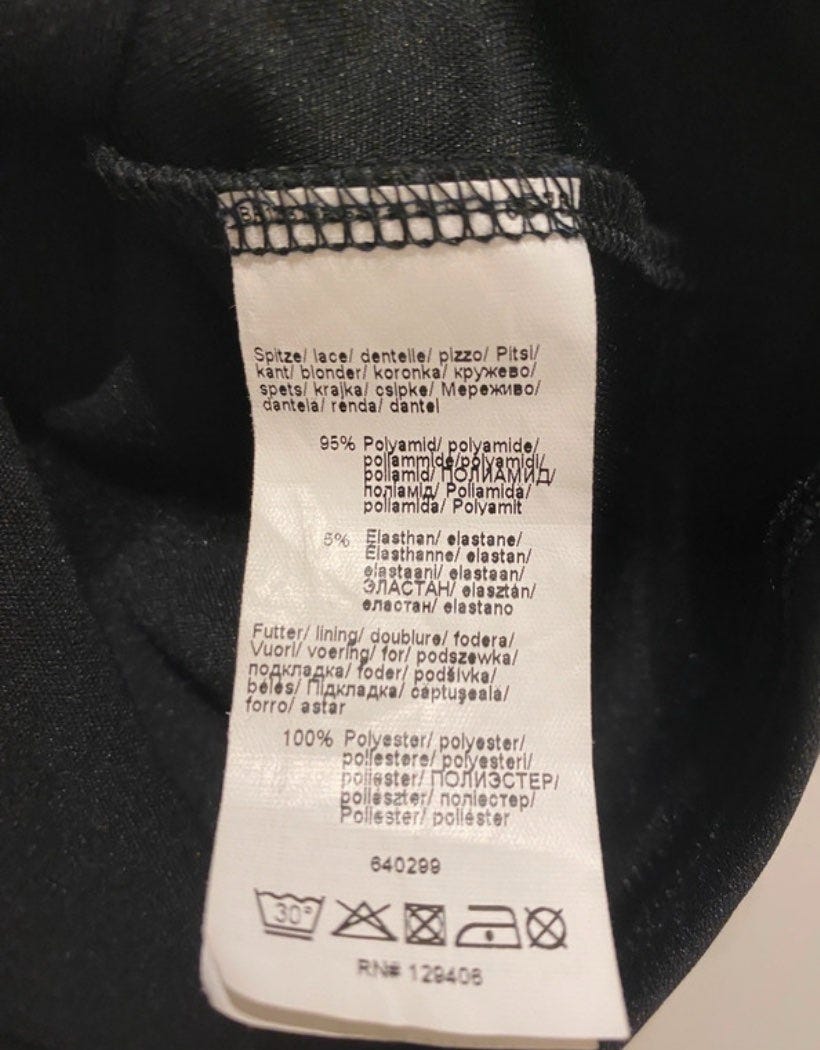 Spitze/ lace/ dentelle/ pizzo/ Pitsi/
kant/ blonder/ koronka/ кружево/
spets/ krajka/ csipke/ Мереживо/
dantelă/ renda/ dantel
95% Polyamid/ polyamide/
poliammide/polyamidi/
poliamid/ ПОЛИАМИД/
поліамід/ Poliamida/
poliamida/ Polyamit
5% Elasthan/ elastane/
Élasthanne/ elastan/
elastaani/ elastaan/
ЭЛАСТАН/ elasztán/
еластан/ elastano
Futter/ lining/ doublure/ fodera/
Vuori/ voering/ for/ podszewka/
подкладка/ foder/ podšívka/
bélés/ Підкладка/ căptuşeală/
forro/ astar
100% Polyester/ polyester/
poliestere/ polyesteri/
poliester/ ПОЛИЭСТЕР/
poliészter/ поліестер/
Poliester/ poliéster
640299
30°
RN# 129406